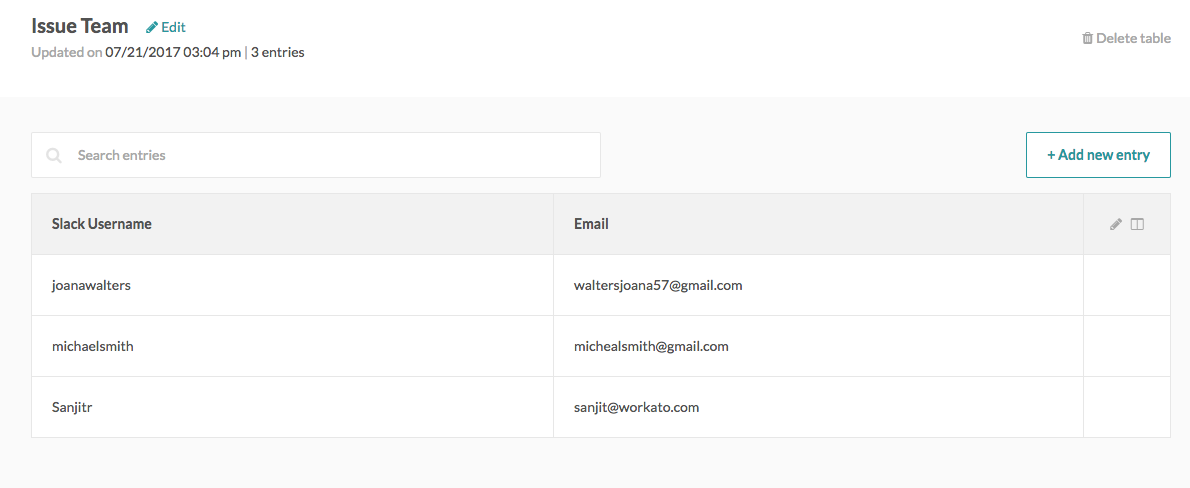 Issue Team Edit
Updated on 07/21/2017 03:04 pm | 3 entries
Delete table
Search entries
+ Add new entry
Slack Username Email
joanawalters waltersjoana57@gmail.com
michaelsmith michealsmith@gmail.com
Sanjitr sanjit@workato.com